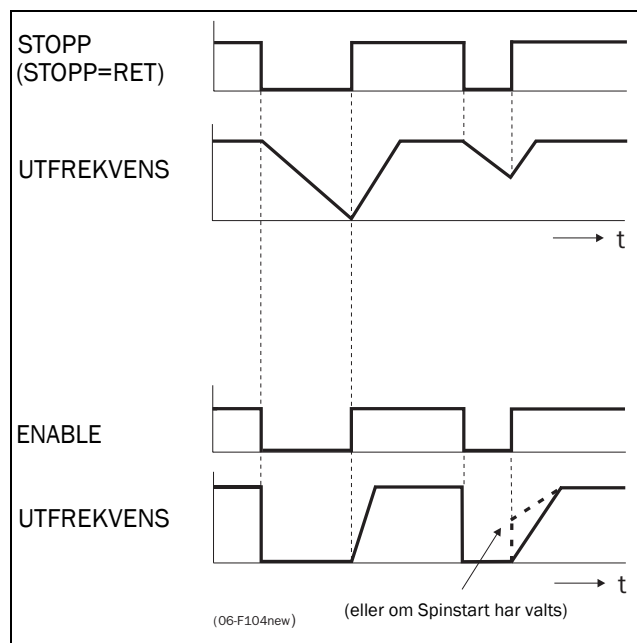 STOPP
(STOPP=RET)
UTFREKVENS
t
ENABLE
UTFREKVENS
t
(06-F104new)
(eller om Spinstart har valts)